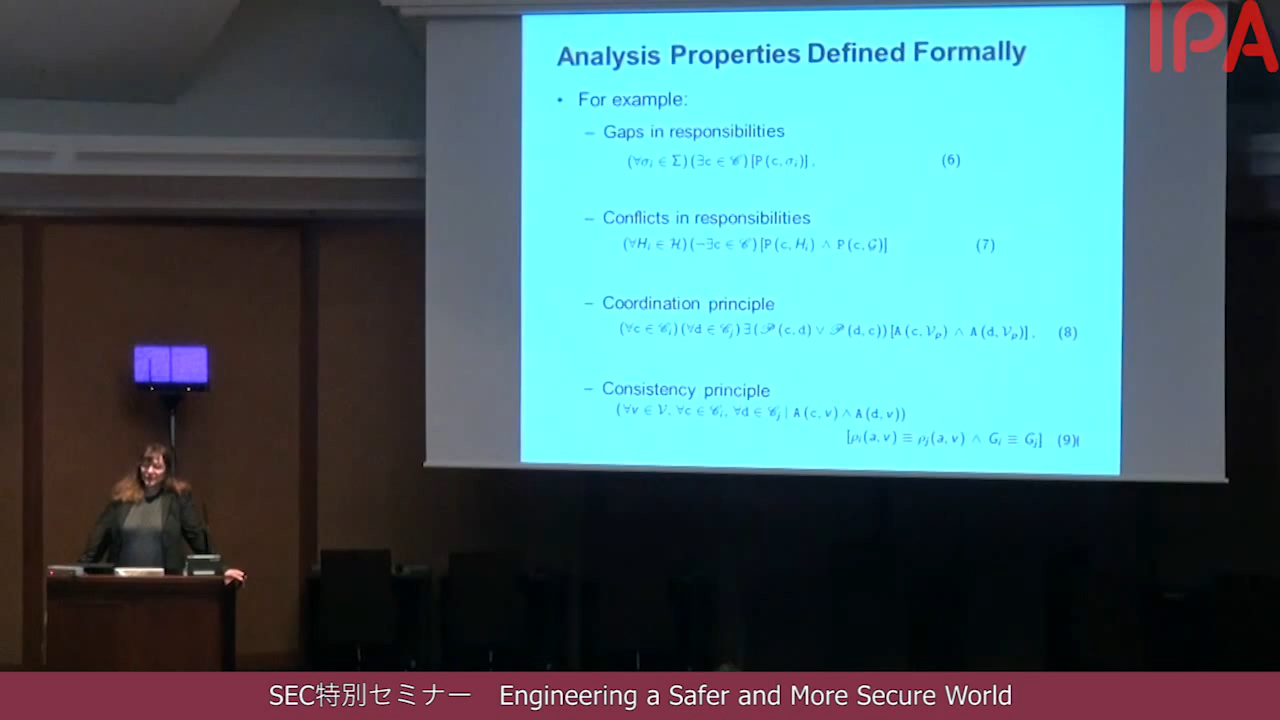 IPA
Analysis Properties Defined Formally
• For example:
– Gaps in responsibilities
(∀σᵢ ∈ Σ)(∃c ∈ 𝒞)[P(c, σᵢ)]. (6)
– Conflicts in responsibilities
(∀Hᵢ ∈ ℋ)(¬∃c ∈ 𝒞)[P(c, Hᵢ) ∧ P(c, 𝒢)] (7)
– Coordination principle
(∀c ∈ 𝒞ᵢ)(∀d ∈ 𝒞ⱼ)∃(𝒫(c, d) ∨ 𝒫(d, c))[A(c, 𝒱ₚ) ∧ A(d, 𝒱ₚ)]. (8)
– Consistency principle
(∀v ∈ 𝒱, ∀c ∈ 𝒞ᵢ, ∀d ∈ 𝒞ⱼ | A(c, v) ∧ A(d, v))
[ρᵢ(a, v) ≡ ρⱼ(a, v) ∧ Gᵢ ≡ Gⱼ] (9)
SEC特別セミナー Engineering a Safer and More Secure World